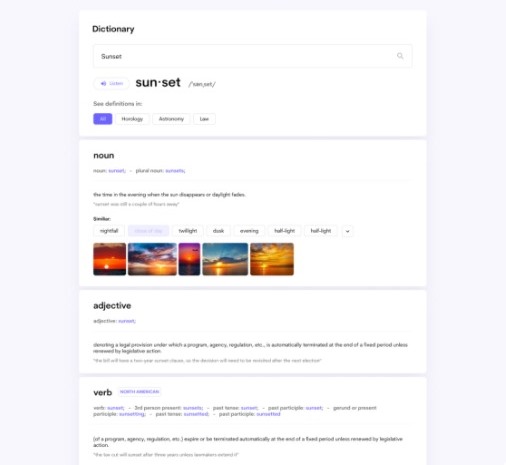 Dictionary
Sunset
Listen
sun·set /ˈsənˌset/
See definitions in:
All Horology Astronomy Law
noun
noun: sunset; - plural noun: sunsets;
the time in the evening when the sun disappears or daylight fades.
"sunset was still a couple of hours away"
Similar:
nightfall close of day twilight dusk evening half-light half-light
adjective
adjective: sunset;
denoting a legal provision under which a program, agency, regulation, etc., is automatically terminated at the end of a fixed period unless
reviewed by legislative action.
"the bill will have a two-year sunset clause, so the decision will need to be revisited after the next election"
verb NORTH AMERICAN
verb: sunset; - 3rd person present: sunsets; - past tense: sunset; - past participle: sunset; - gerund or present
participle: sunsetting; - past tense: sunsetted; - past participle: sunsetted
(of a program, agency, regulation, etc.) expire or be terminated automatically at the end of a fixed period unless reviewed by legislative
action.
"the tax cut will sunset after three years unless lawmakers extend it"